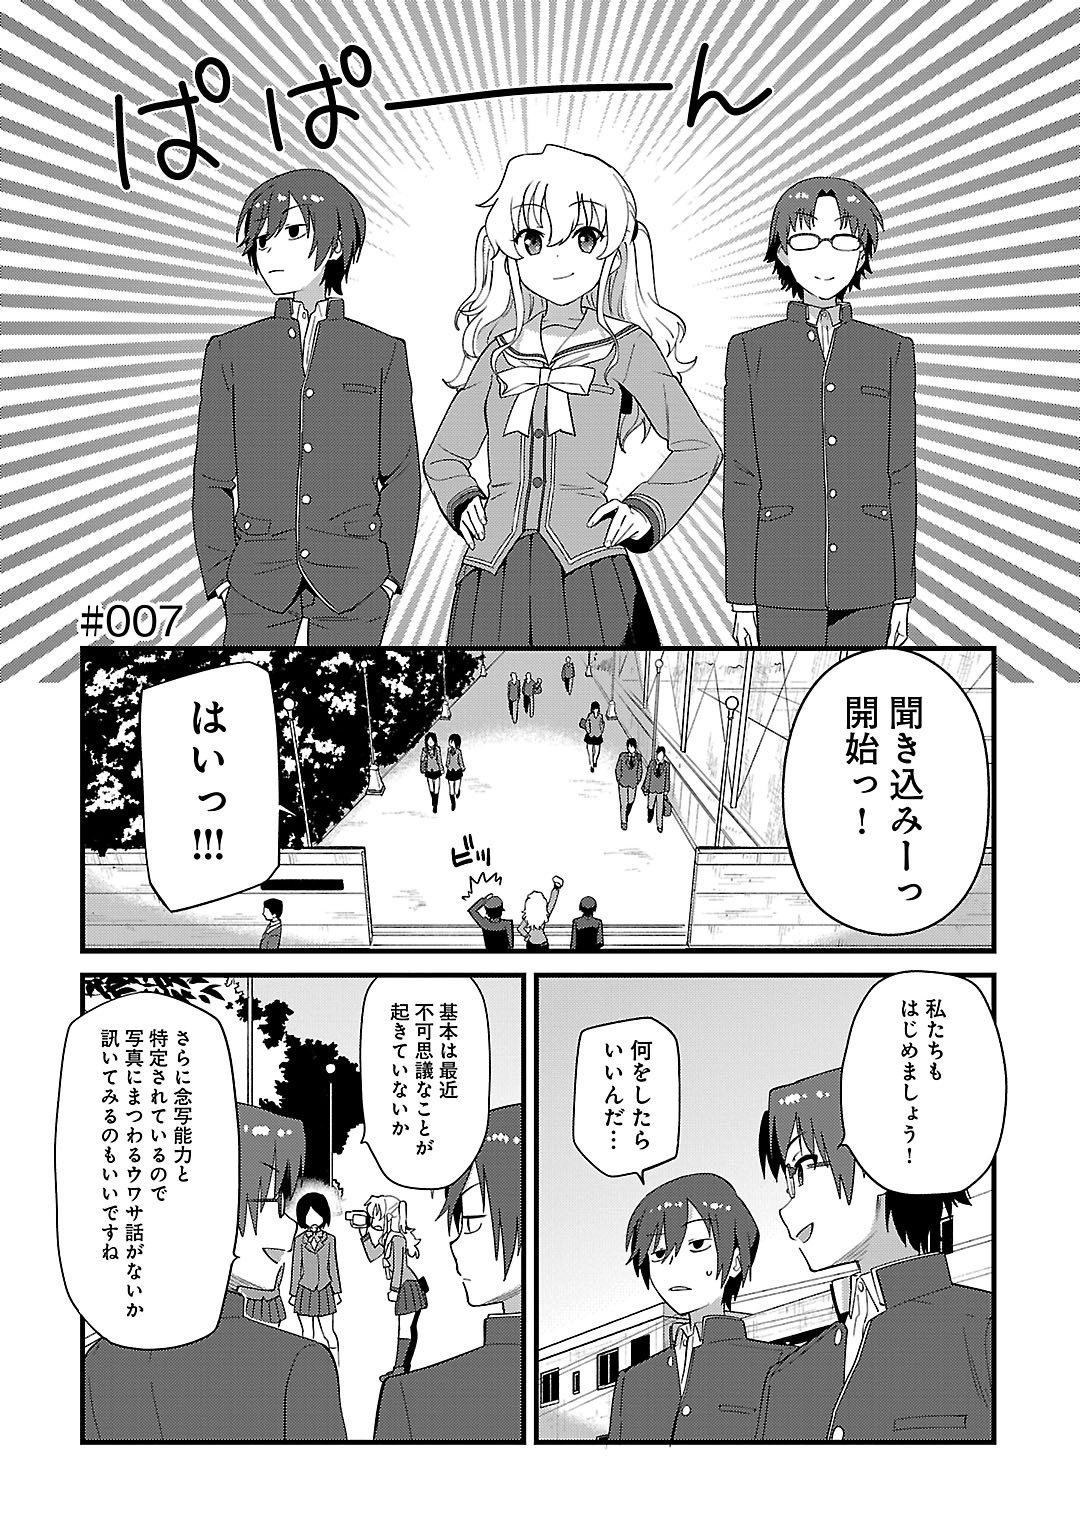 ぱぱーーん
#007
聞き込みーっ
開始っ！
はいっ!!!
ビッ
私たちも
はじめましょう！
何をしたら
いいんだ…
基本は最近
不可思議なことが
起きていないか
さらに念写能力と
特定されているので
写真にまつわるウワサ話がないか
訊いてみるのもいいですね